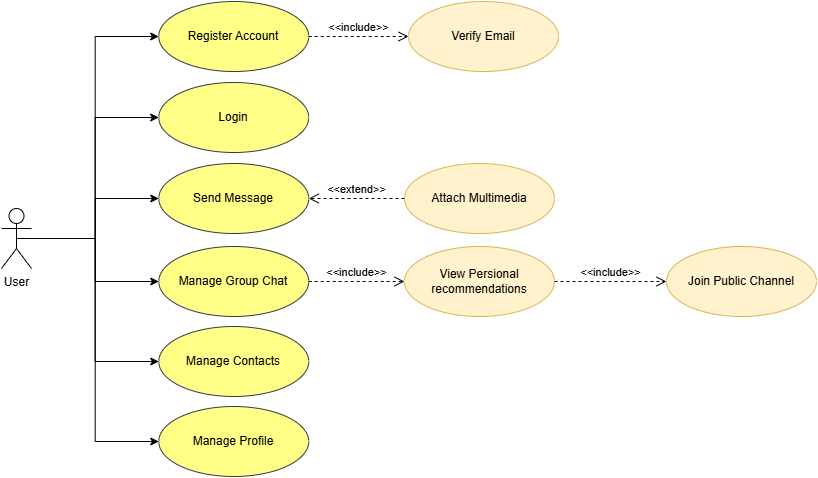 Register Account
<<include>>
Verify Email
Login
Send Message
<<extend>>
Attach Multimedia
User
Manage Group Chat
<<include>>
View Persional
recommendations
<<include>>
Join Public Channel
Manage Contacts
Manage Profile